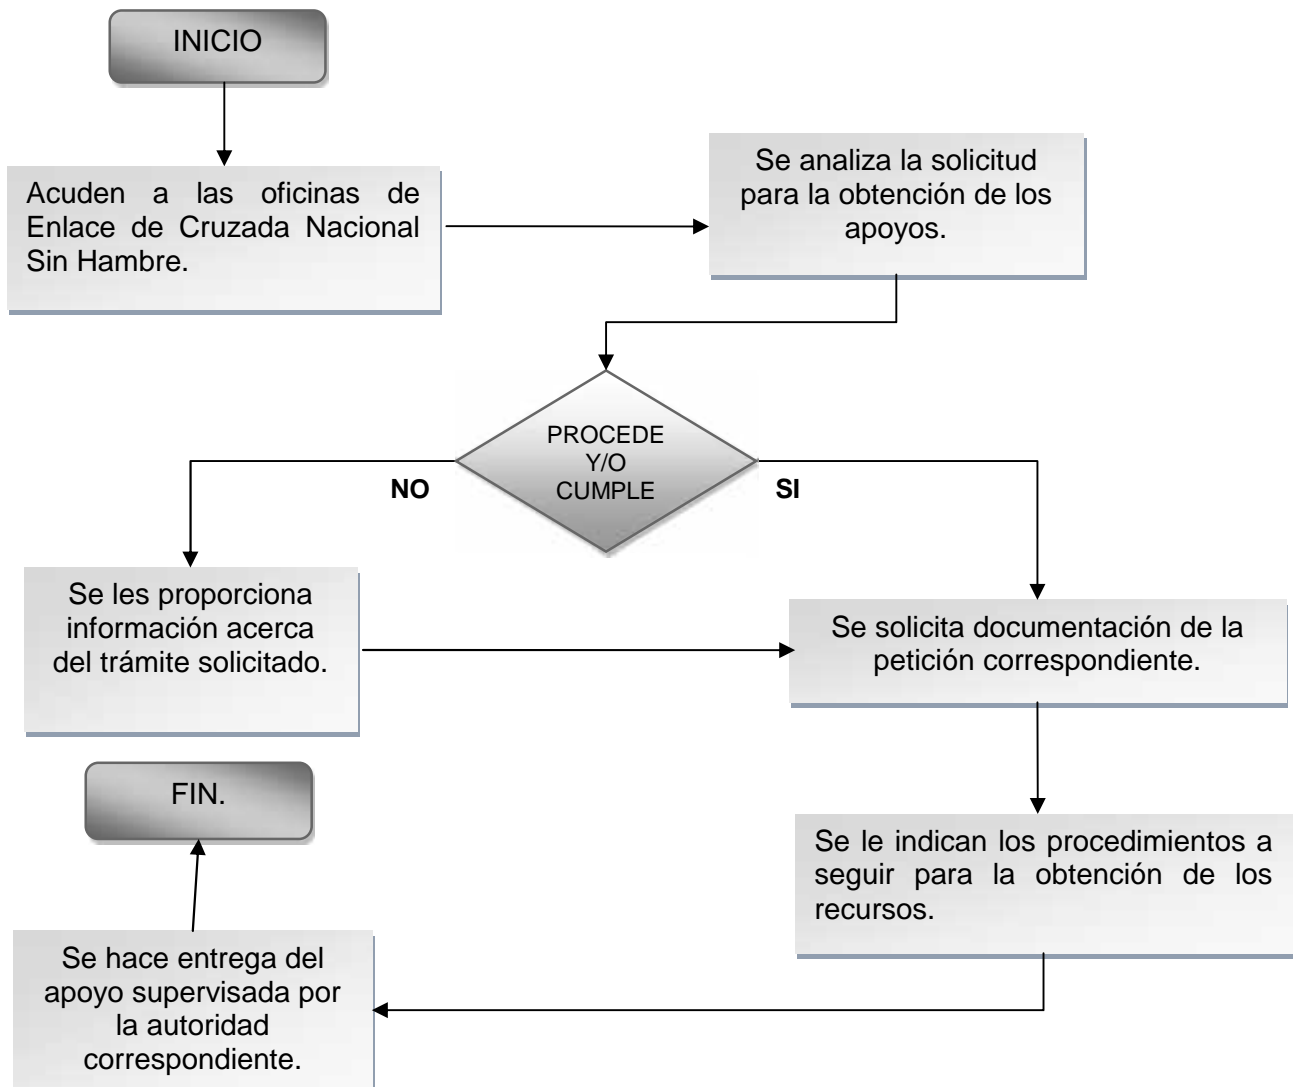 INICIO
Acuden a las oficinas de
Enlace de Cruzada Nacional
Sin Hambre.
Se analiza la solicitud
para la obtención de los
apoyos.
PROCEDE
Y/O
CUMPLE
NO
SI
Se les proporciona
información acerca
del trámite solicitado.
Se solicita documentación de la
petición correspondiente.
Se le indican los procedimientos a
seguir para la obtención de los
recursos.
Se hace entrega del
apoyo supervisada por
la autoridad
correspondiente.
FIN.